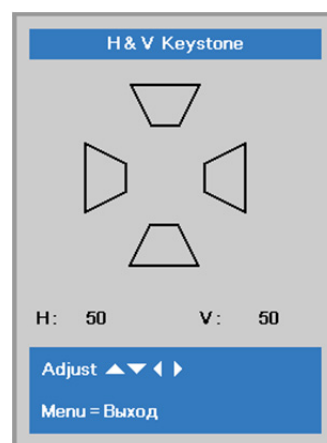 H & V Keystone
H: 50 V: 50
Adjust ▲▼◀▶
Menu = Выход